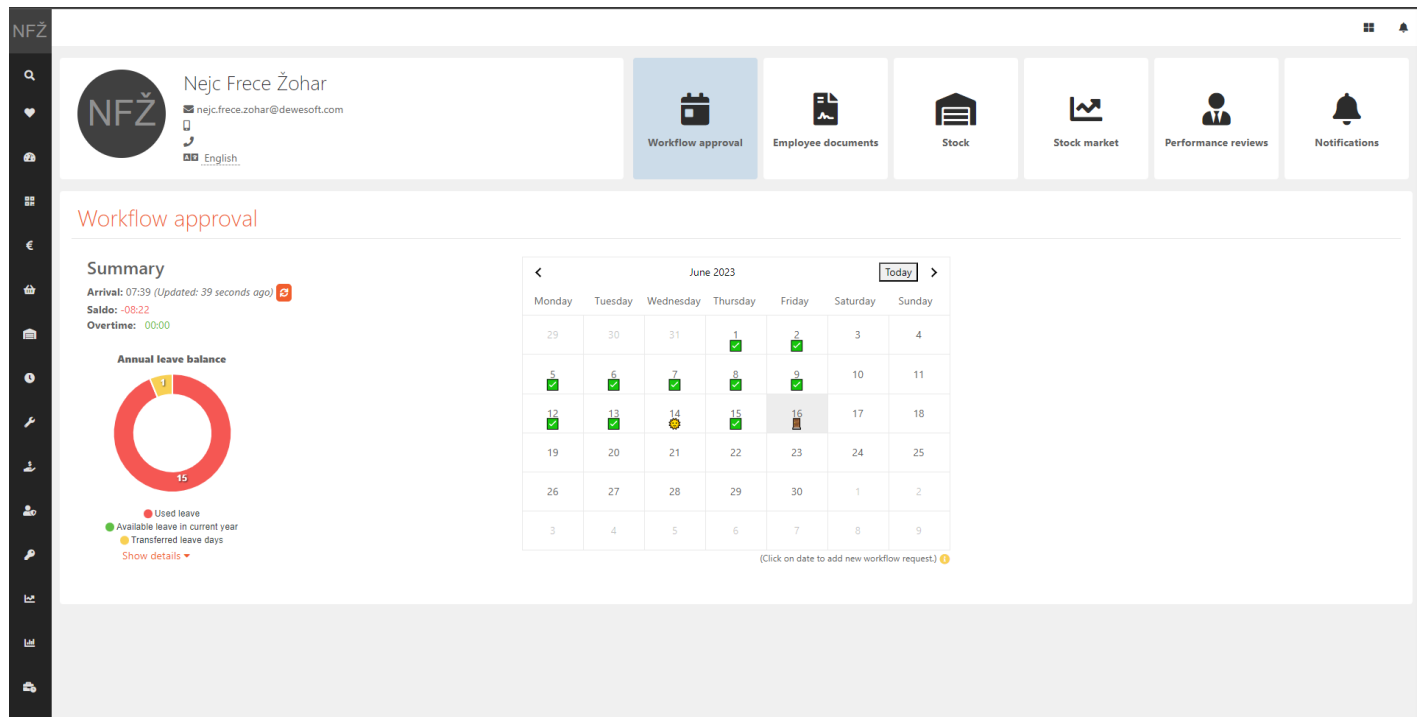 NFŽ
NFŽ
Nejc Frece Žohar
nejc.frece.zohar@dewesoft.com
English
Workflow approval
Employee documents
Stock
Stock market
Performance reviews
Notifications
Workflow approval
Summary
Arrival: 07:39 (Updated: 39 seconds ago)
Saldo: -08:22
Overtime: 00:00
Annual leave balance
1
15
Used leave
Available leave in current year
Transferred leave days
Show details
June 2023
Today
Monday Tuesday Wednesday Thursday Friday Saturday Sunday
29 30 31 1 2 3 4
5 6 7 8 9 10 11
12 13 14 15 16 17 18
19 20 21 22 23 24 25
26 27 28 29 30 1 2
3 4 5 6 7 8 9
(Click on date to add new workflow request.)